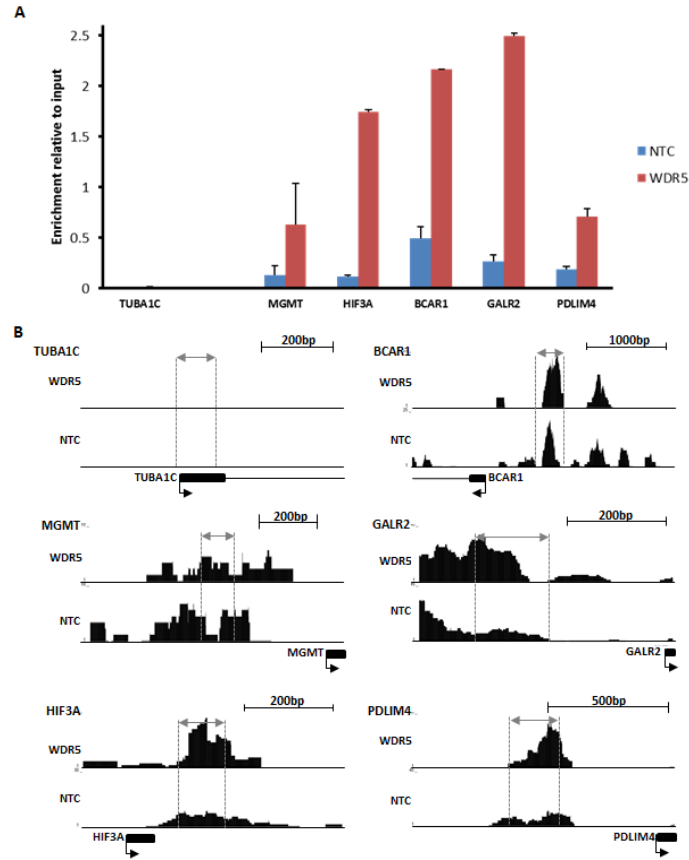 A
Enrichment relative to input
2.5
2
1.5
1
0.5
0
TUBA1C
MGMT
HIF3A
BCAR1
GALR2
PDLIM4
NTC
WDR5
B
TUBA1C
200bp
WDR5
NTC
TUBA1C
BCAR1
1000bp
WDR5
NTC
BCAR1
MGMT
200bp
WDR5
NTC
MGMT
GALR2
200bp
WDR5
NTC
GALR2
HIF3A
200bp
WDR5
NTC
HIF3A
PDLIM4
500bp
WDR5
NTC
PDLIM4